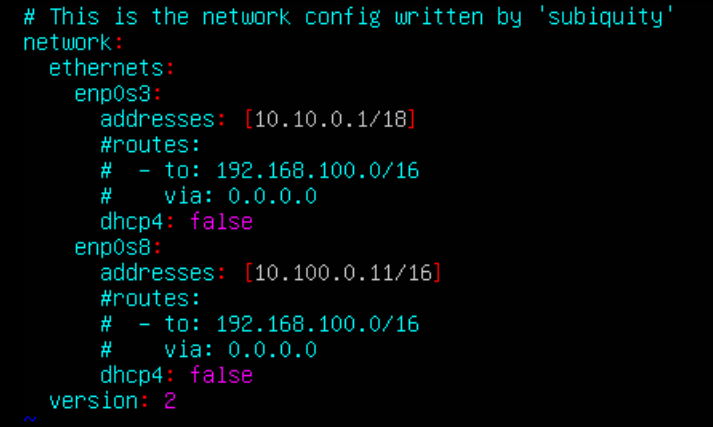 # This is the network config written by 'subiquity'
network:
  ethernets:
    enp0s3:
      addresses: [10.10.0.1/18]
      #routes:
      #  - to: 192.168.100.0/16
      #    via: 0.0.0.0
      dhcp4: false
    enp0s8:
      addresses: [10.100.0.11/16]
      #routes:
      #  - to: 192.168.100.0/16
      #    via: 0.0.0.0
      dhcp4: false
  version: 2
~